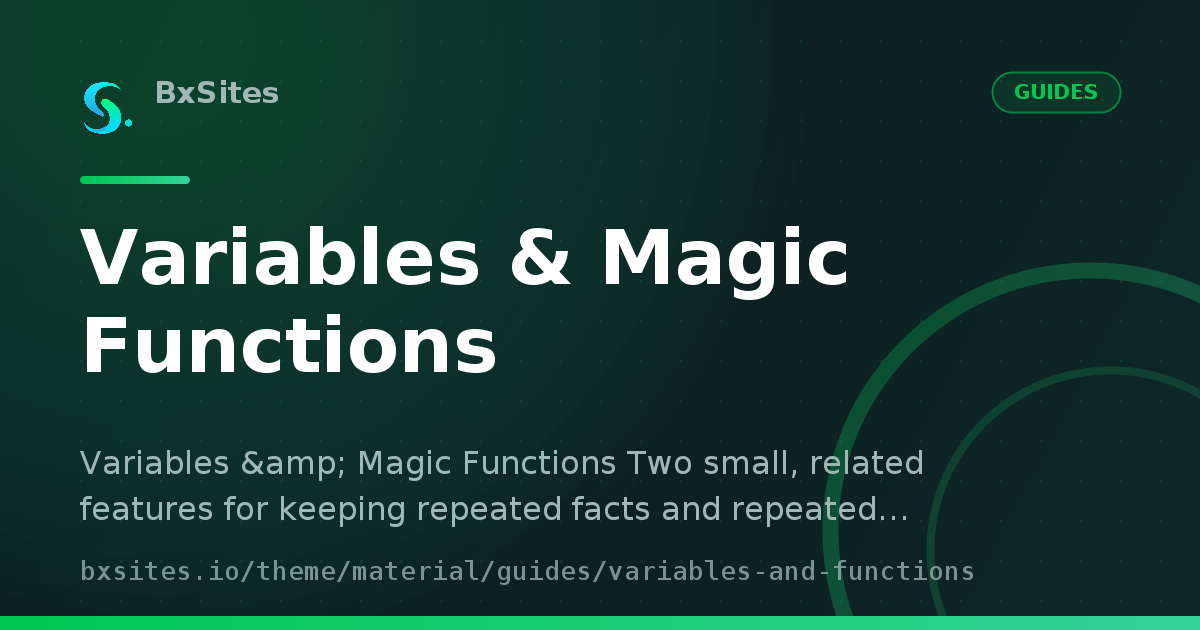 BxSites
GUIDES
Variables & Magic
Functions
Variables &amp; Magic Functions Two small, related
features for keeping repeated facts and repeated...
bxsites.io/theme/material/guides/variables-and-functions